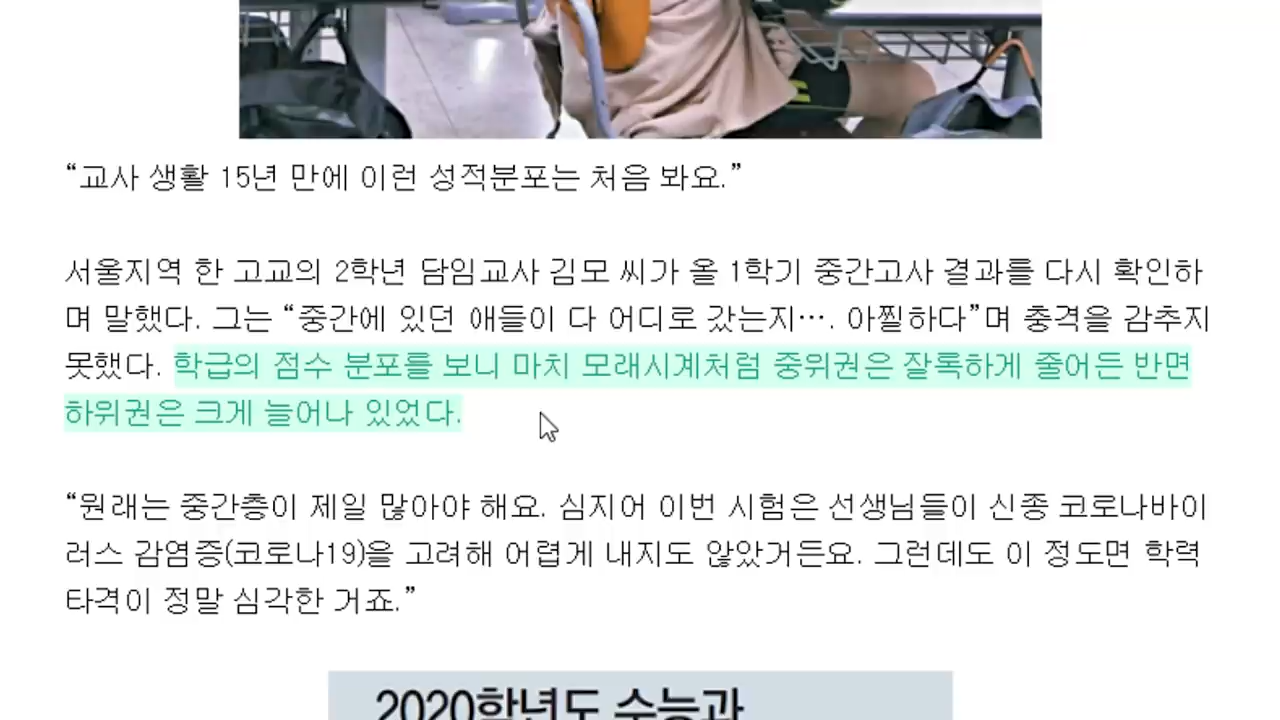 “교사 생활 15년 만에 이런 성적분포는 처음 봐요.”
서울지역 한 고교의 2학년 담임교사 김모 씨가 올 1학기 중간고사 결과를 다시 확인하
며 말했다. 그는 “중간에 있던 애들이 다 어디로 갔는지…. 아찔하다”며 충격을 감추지
못했다. 학급의 점수 분포를 보니 마치 모래시계처럼 중위권은 잘록하게 줄어든 반면
하위권은 크게 늘어나 있었다.
“원래는 중간층이 제일 많아야 해요. 심지어 이번 시험은 선생님들이 신종 코로나바이
러스 감염증(코로나19)을 고려해 어렵게 내지도 않았거든요. 그런데도 이 정도면 학력
타격이 정말 심각한 거죠.”
2020학년도 수능과